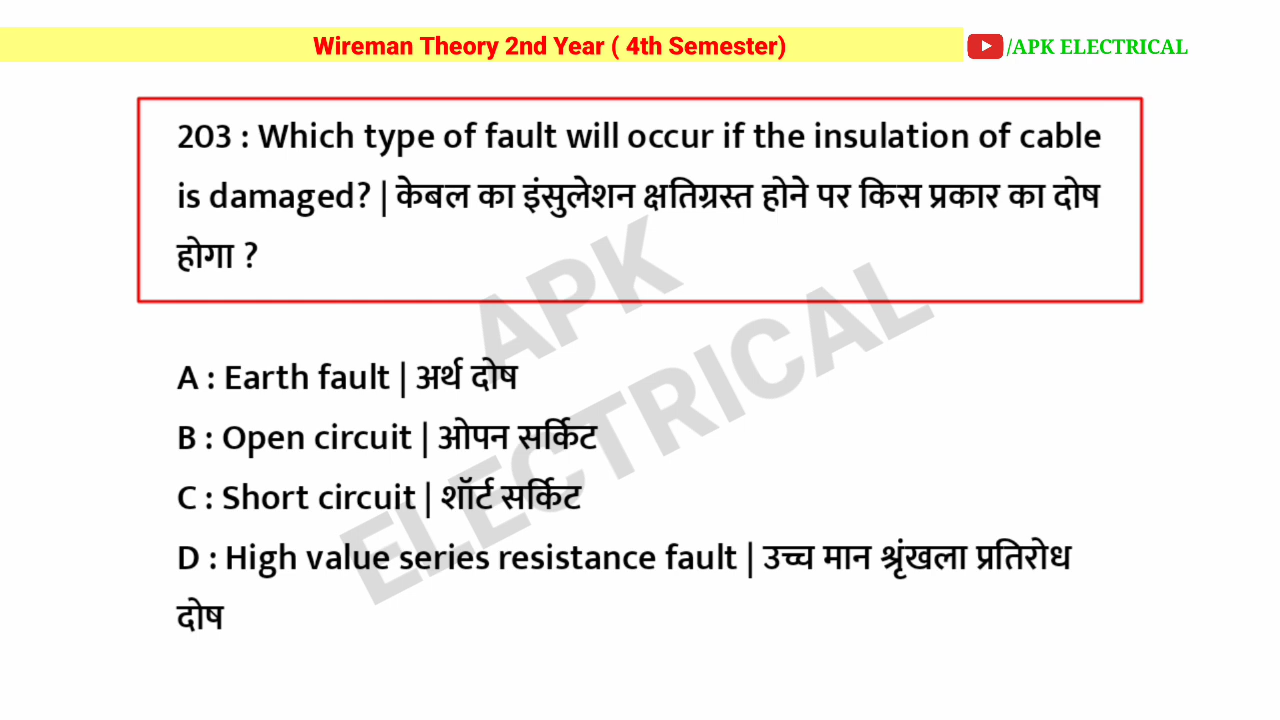 Wireman Theory 2nd Year ( 4th Semester)
/APK ELECTRICAL
203 : Which type of fault will occur if the insulation of cable
is damaged? | केबल का इंसुलेशन क्षतिग्रस्त होने पर किस प्रकार का दोष
होगा ?
APK
ELECTRICAL
A : Earth fault | अर्थ दोष
B : Open circuit | ओपन सर्किट
C : Short circuit | शॉर्ट सर्किट
D : High value series resistance fault | उच्च मान श्रृंखला प्रतिरोध
दोष